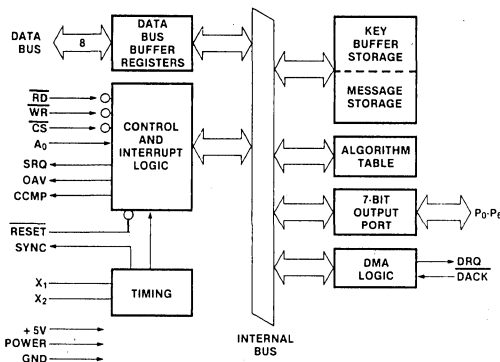 DATA
BUS
8
DATA
BUS
BUFFER
REGISTERS
RD
WR
CS
A0
SRQ
OAV
CCMP
CONTROL
AND
INTERRUPT
LOGIC
RESET
SYNC
X1
X2
TIMING
+5V
POWER
GND
INTERNAL
BUS
KEY
BUFFER
STORAGE
MESSAGE
STORAGE
ALGORITHM
TABLE
7-BIT
OUTPUT
PORT
P0-P6
DMA
LOGIC
DRQ
DACK